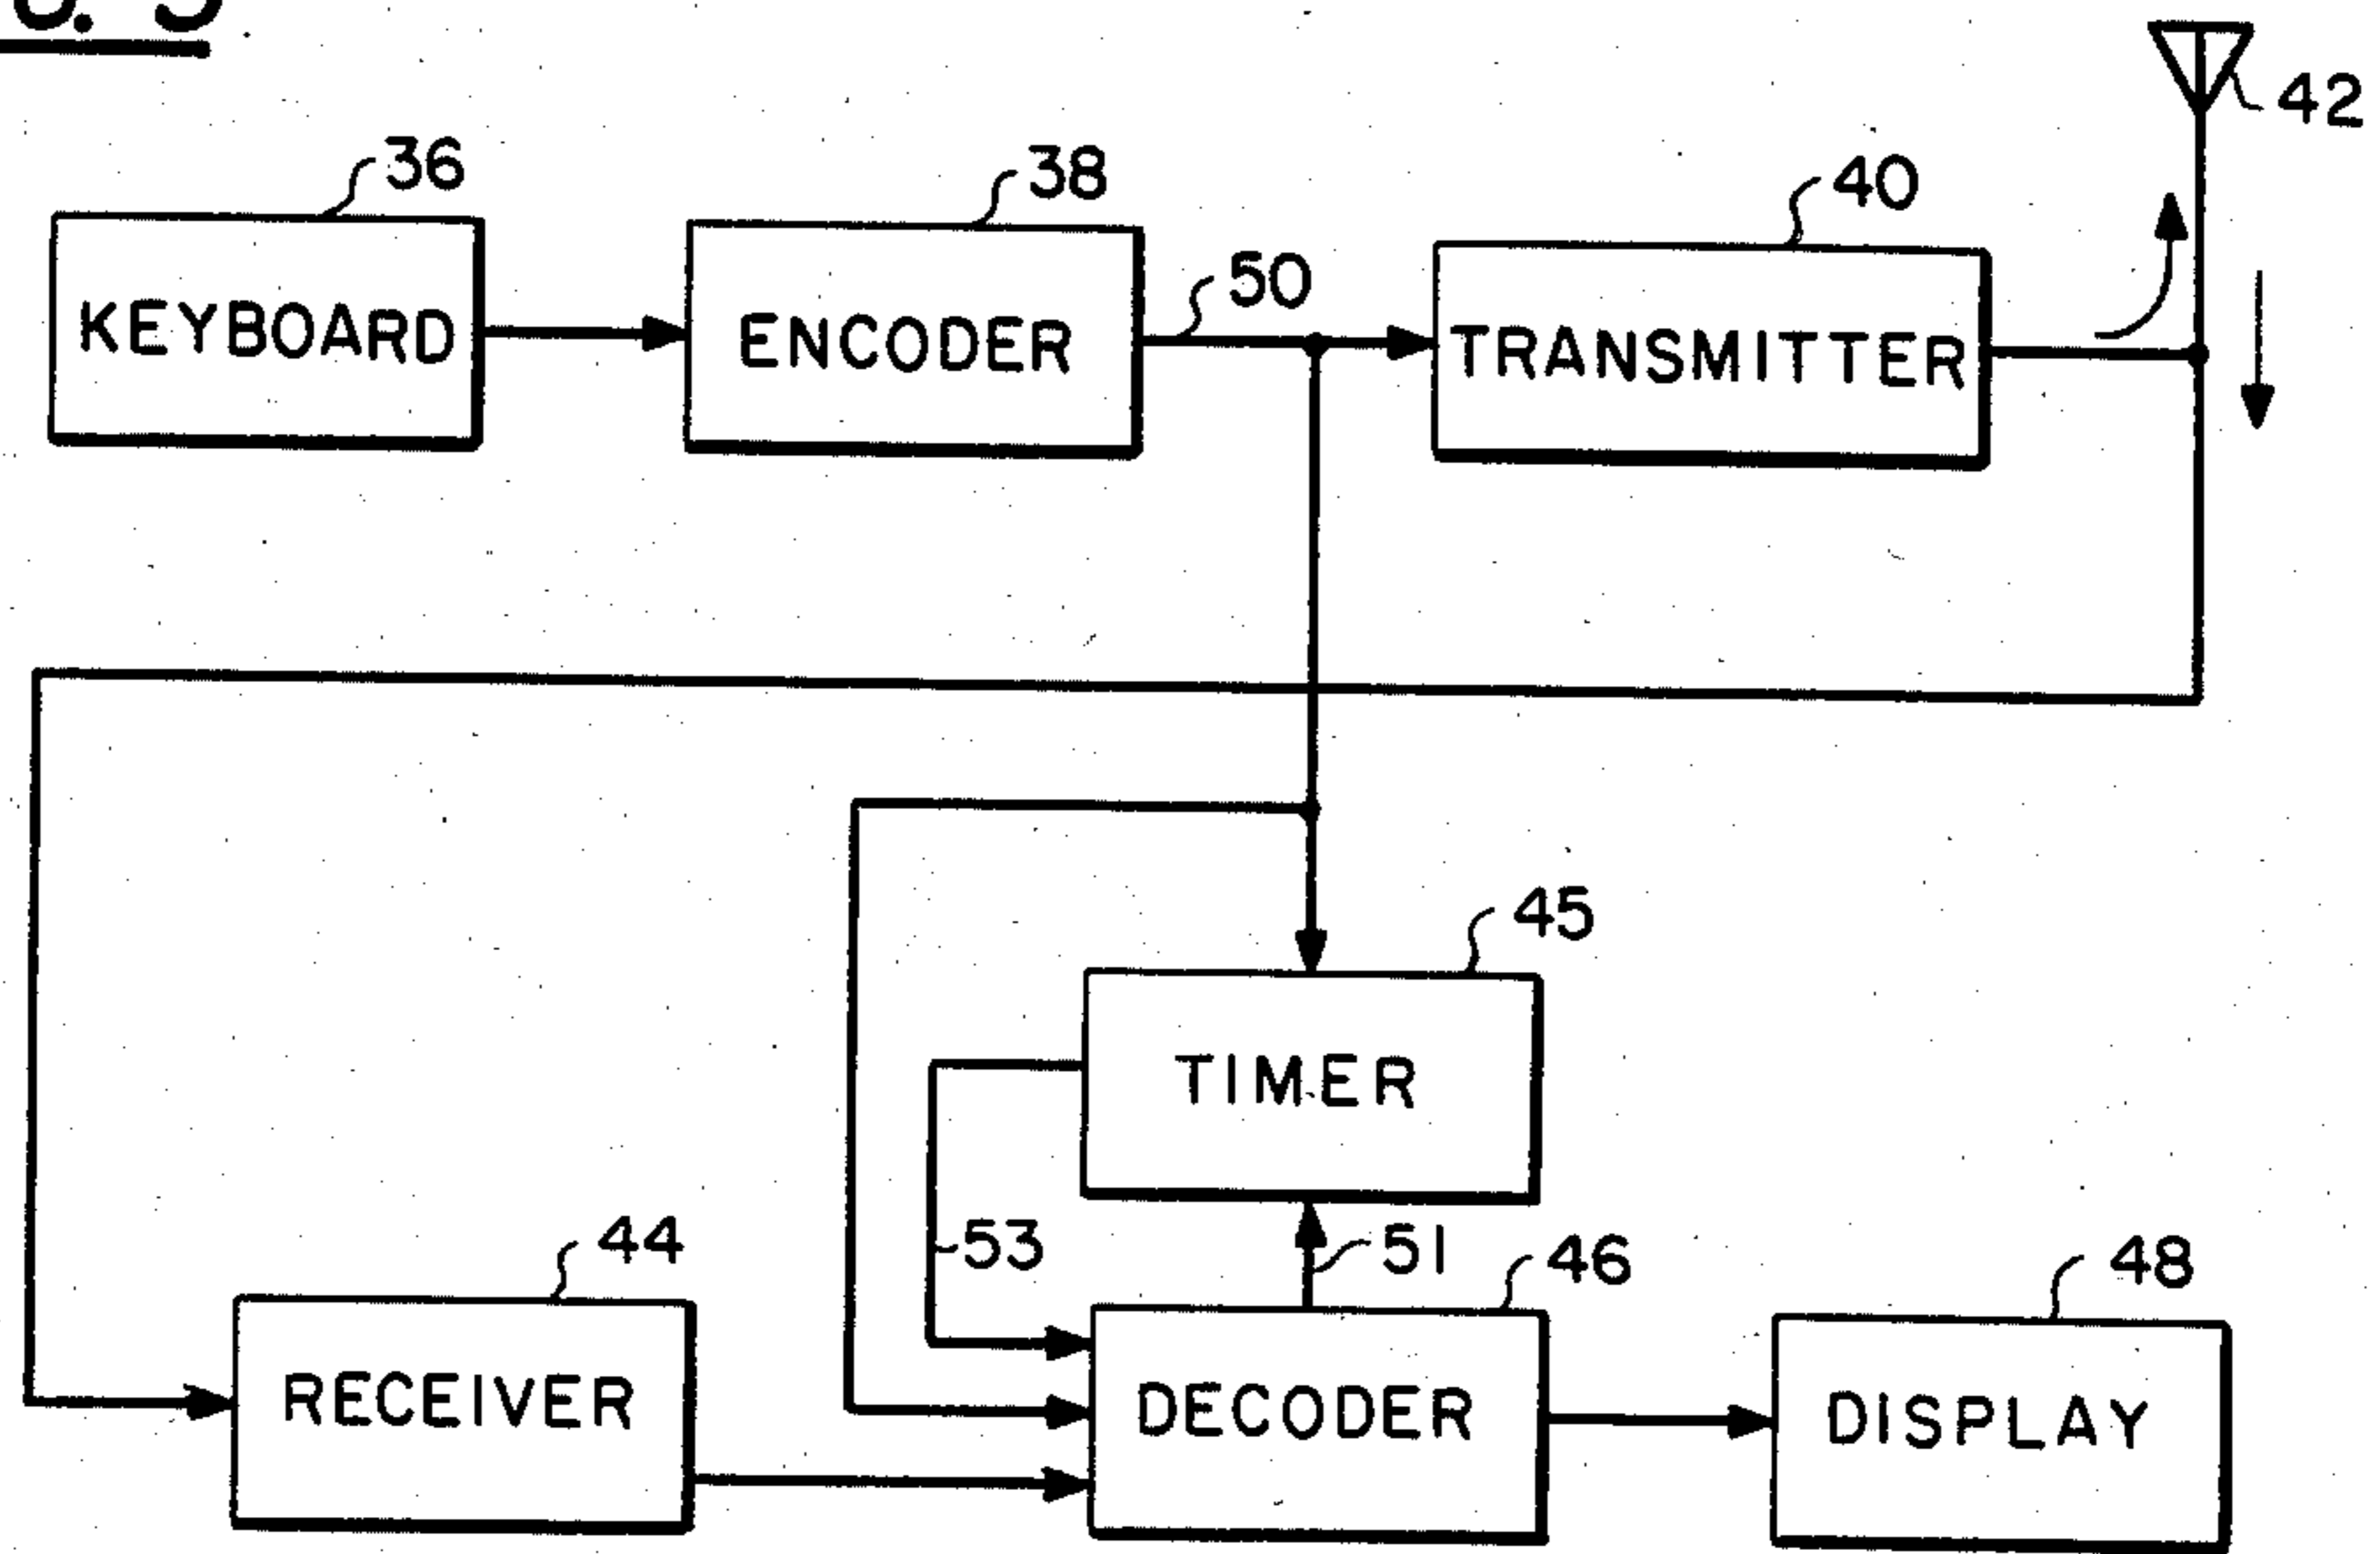 42
36
38
40
50
KEYBOARD
ENCODER
TRANSMITTER
45
TIMER
53
51
44
46
48
RECEIVER
DECODER
DISPLAY